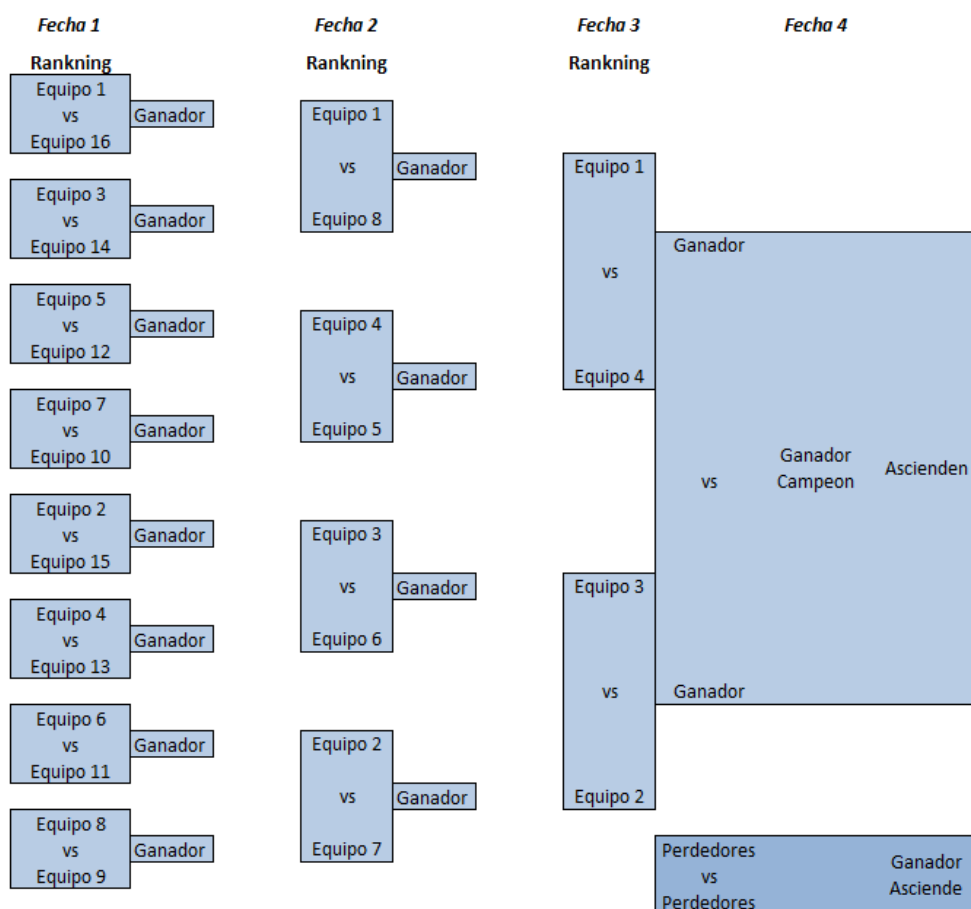 Fecha 1
Rankning
Equipo 1
vs
Equipo 16
Ganador
Equipo 3
vs
Equipo 14
Ganador
Equipo 5
vs
Equipo 12
Ganador
Equipo 7
vs
Equipo 10
Ganador
Equipo 2
vs
Equipo 15
Ganador
Equipo 4
vs
Equipo 13
Ganador
Equipo 6
vs
Equipo 11
Ganador
Equipo 8
vs
Equipo 9
Ganador
Fecha 2
Rankning
Equipo 1
vs
Equipo 8
Ganador
Equipo 4
vs
Equipo 5
Ganador
Equipo 3
vs
Equipo 6
Ganador
Equipo 2
vs
Equipo 7
Ganador
Fecha 3
Rankning
Equipo 1
vs
Equipo 4
Equipo 3
vs
Equipo 2
Fecha 4
Ganador
vs
Ganador
Ganador
Campeon
Ascienden
Perdedores
vs
Perdedores
Ganador
Asciende